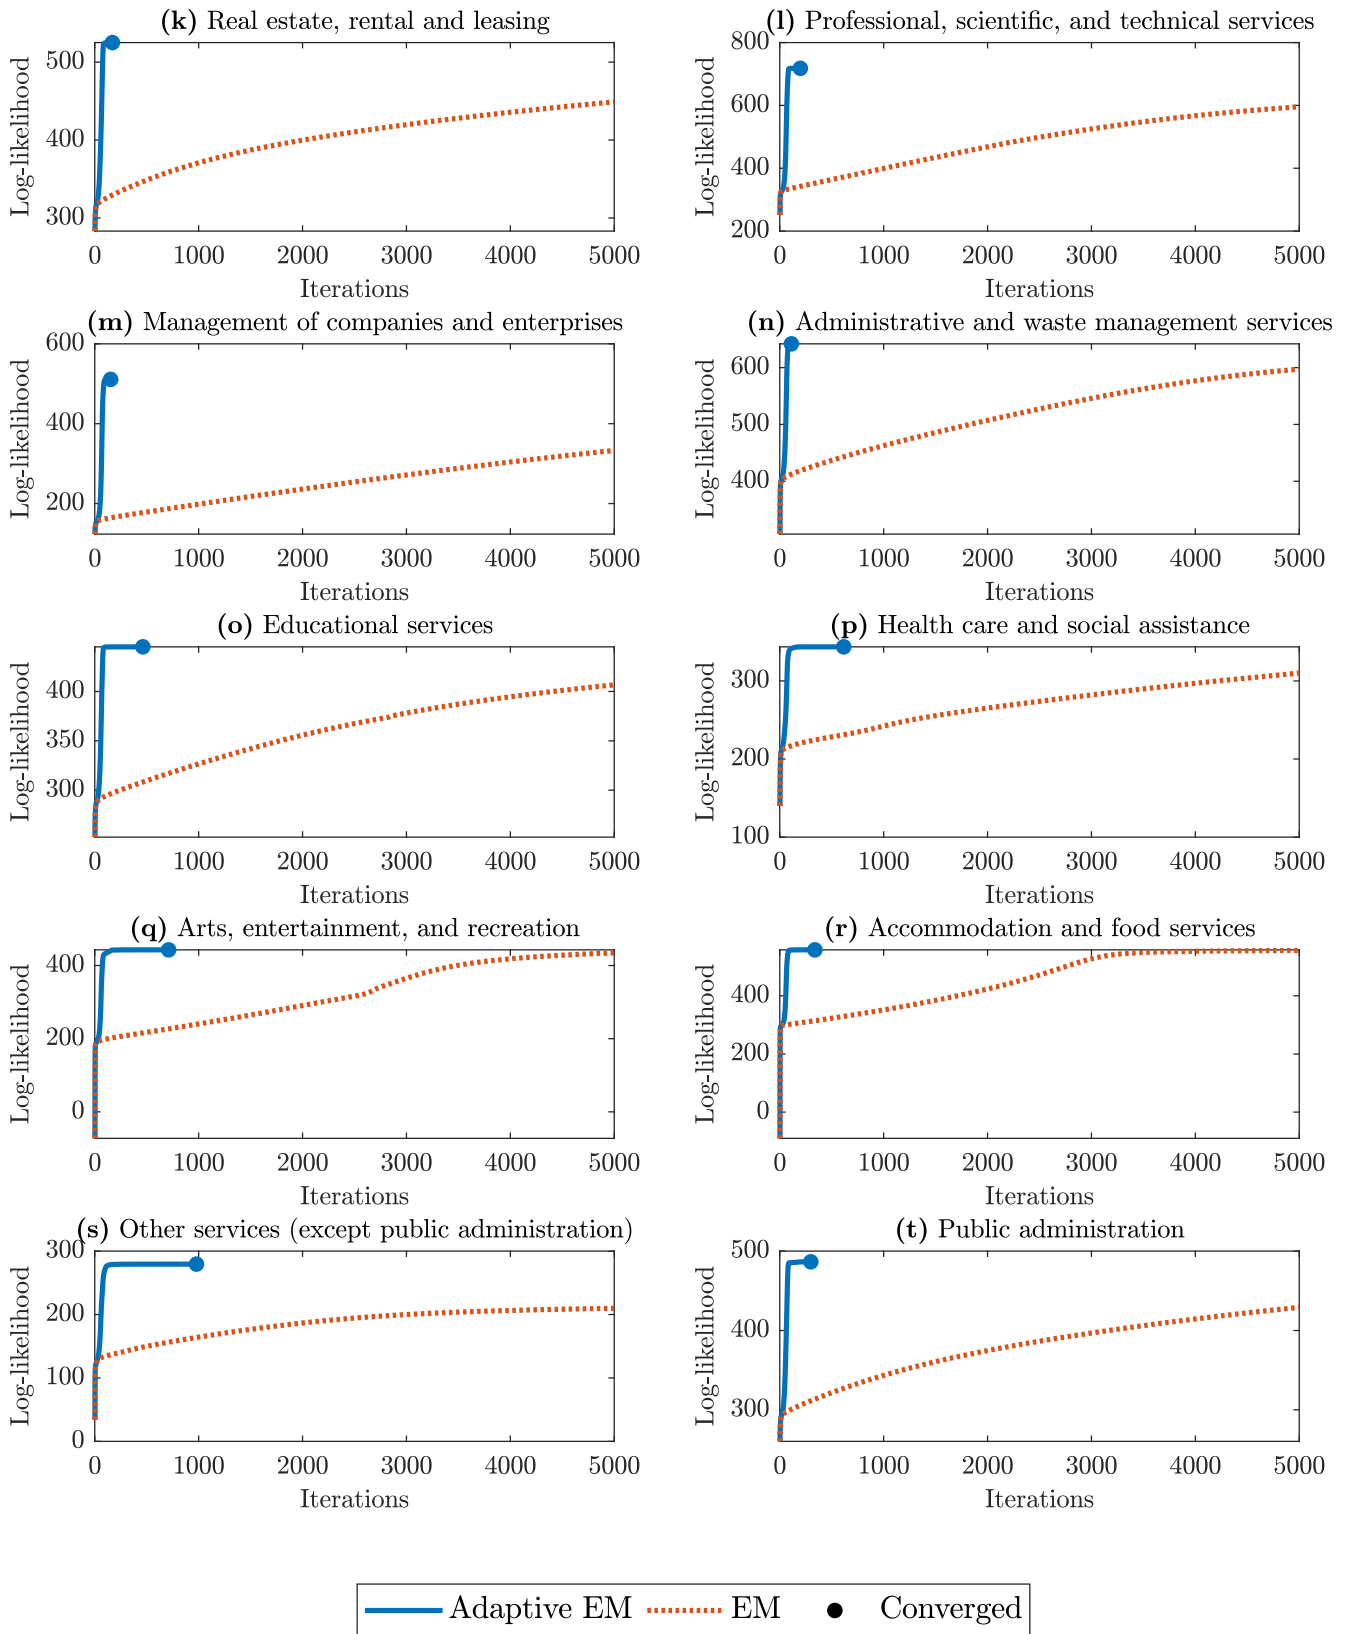 (k) Real estate, rental and leasing
Log-likelihood
500
400
300
0 1000 2000 3000 4000 5000
Iterations
(l) Professional, scientific, and technical services
Log-likelihood
800
600
400
200
0 1000 2000 3000 4000 5000
Iterations
(m) Management of companies and enterprises
Log-likelihood
600
400
200
0 1000 2000 3000 4000 5000
Iterations
(n) Administrative and waste management services
Log-likelihood
600
500
400
0 1000 2000 3000 4000 5000
Iterations
(o) Educational services
Log-likelihood
400
350
300
0 1000 2000 3000 4000 5000
Iterations
(p) Health care and social assistance
Log-likelihood
300
200
100
0 1000 2000 3000 4000 5000
Iterations
(q) Arts, entertainment, and recreation
Log-likelihood
400
200
0
0 1000 2000 3000 4000 5000
Iterations
(r) Accommodation and food services
Log-likelihood
400
200
0
0 1000 2000 3000 4000 5000
Iterations
(s) Other services (except public administration)
Log-likelihood
300
200
100
0
0 1000 2000 3000 4000 5000
Iterations
(t) Public administration
Log-likelihood
500
400
300
0 1000 2000 3000 4000 5000
Iterations
Adaptive EM EM Converged